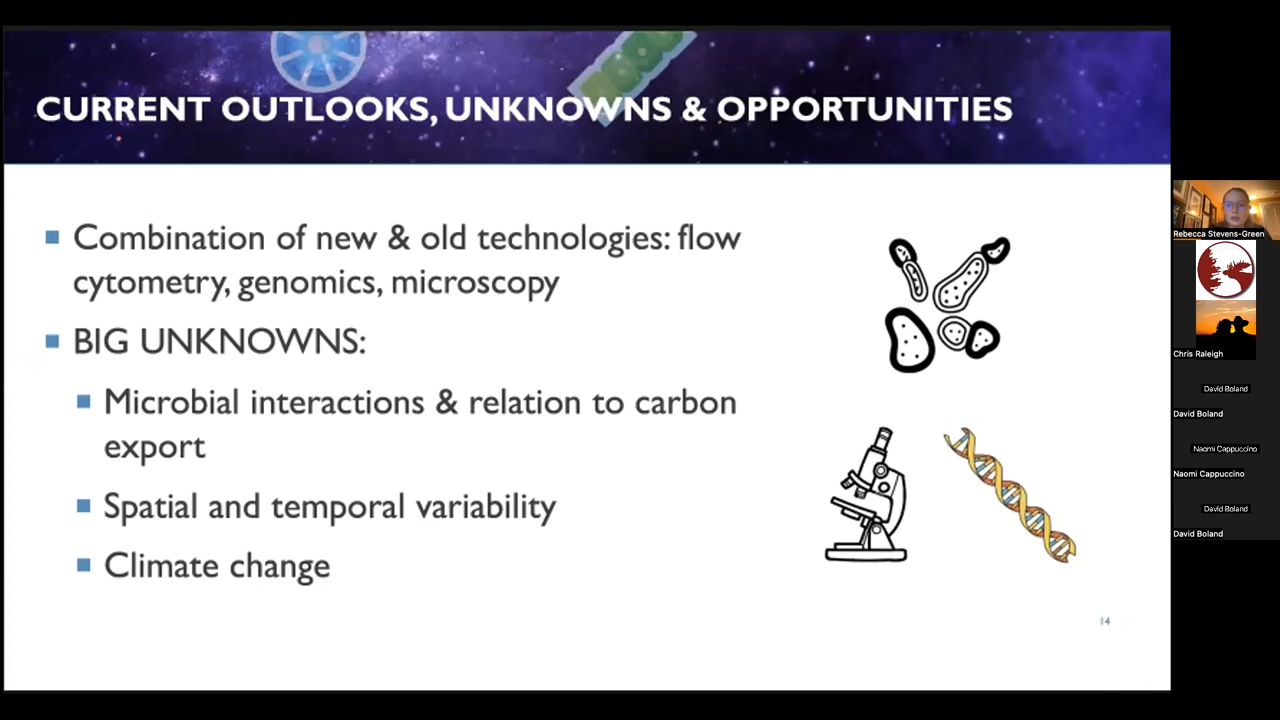 CURRENT OUTLOOKS, UNKNOWNS & OPPORTUNITIES
Combination of new & old technologies: flow
cytometry, genomics, microscopy
BIG UNKNOWNS:
Microbial interactions & relation to carbon
export
Spatial and temporal variability
Climate change
14
Rebecca Stevens-Green
Chris Raleigh
David Boland
David Boland
Naomi Cappuccino
Naomi Cappuccino
David Boland
David Boland